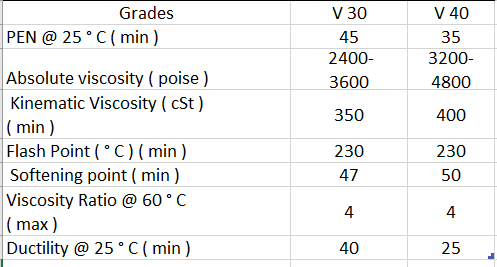 Grades V 30 V 40
PEN @ 25 ° C ( min ) 45 35
2400- 3200-
Absolute viscosity ( poise ) 3600 4800
Kinematic Viscosity ( cSt )
( min ) 350 400
Flash Point ( ° C ) ( min ) 230 230
Softening point ( min ) 47 50
Viscosity Ratio @ 60 ° C
( max ) 4 4
Ductility @ 25 ° C ( min ) 40 25